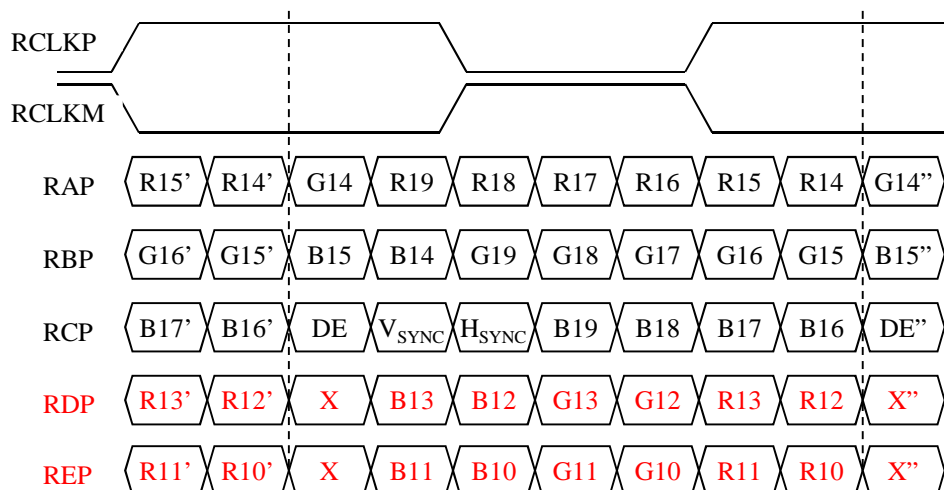 RCLKP
RCLKM
RAP R15’ R14’ G14 R19 R18 R17 R16 R15 R14 G14”
RBP G16’ G15’ B15 B14 G19 G18 G17 G16 G15 B15”
RCP B17’ B16’ DE VSYNC HSYNC B19 B18 B17 B16 DE”
RDP R13’ R12’ X B13 B12 G13 G12 R13 R12 X”
REP R11’ R10’ X B11 B10 G11 G10 R11 R10 X”